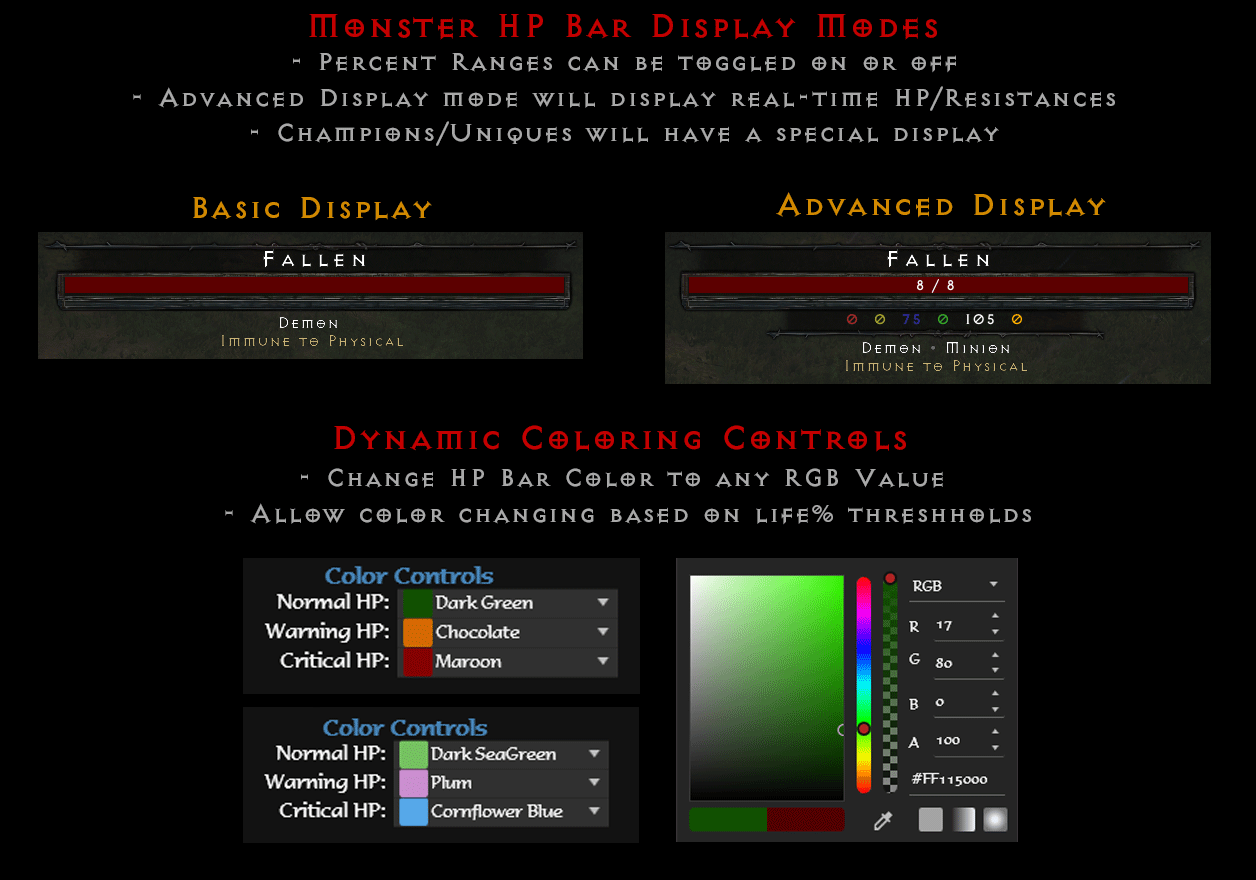 Monster HP Bar Display Modes
- Percent Ranges can be toggled on or off
- Advanced Display mode will display real-time HP/Resistances
- Champions/Uniques will have a special display
Basic Display
Fallen
Demon
Immune to Physical
Advanced Display
Fallen
8 / 8
0 0 75 0 105 0
Demon • Minion
Immune to Physical
Dynamic Coloring Controls
- Change HP Bar Color to any RGB Value
- Allow color changing based on life% threshholds
Color Controls
Normal HP: Dark Green
Warning HP: Chocolate
Critical HP: Maroon
Color Controls
Normal HP: Dark SeaGreen
Warning HP: Plum
Critical HP: Cornflower Blue
RGB
R 17
G 80
B 0
A 100
#FF115000